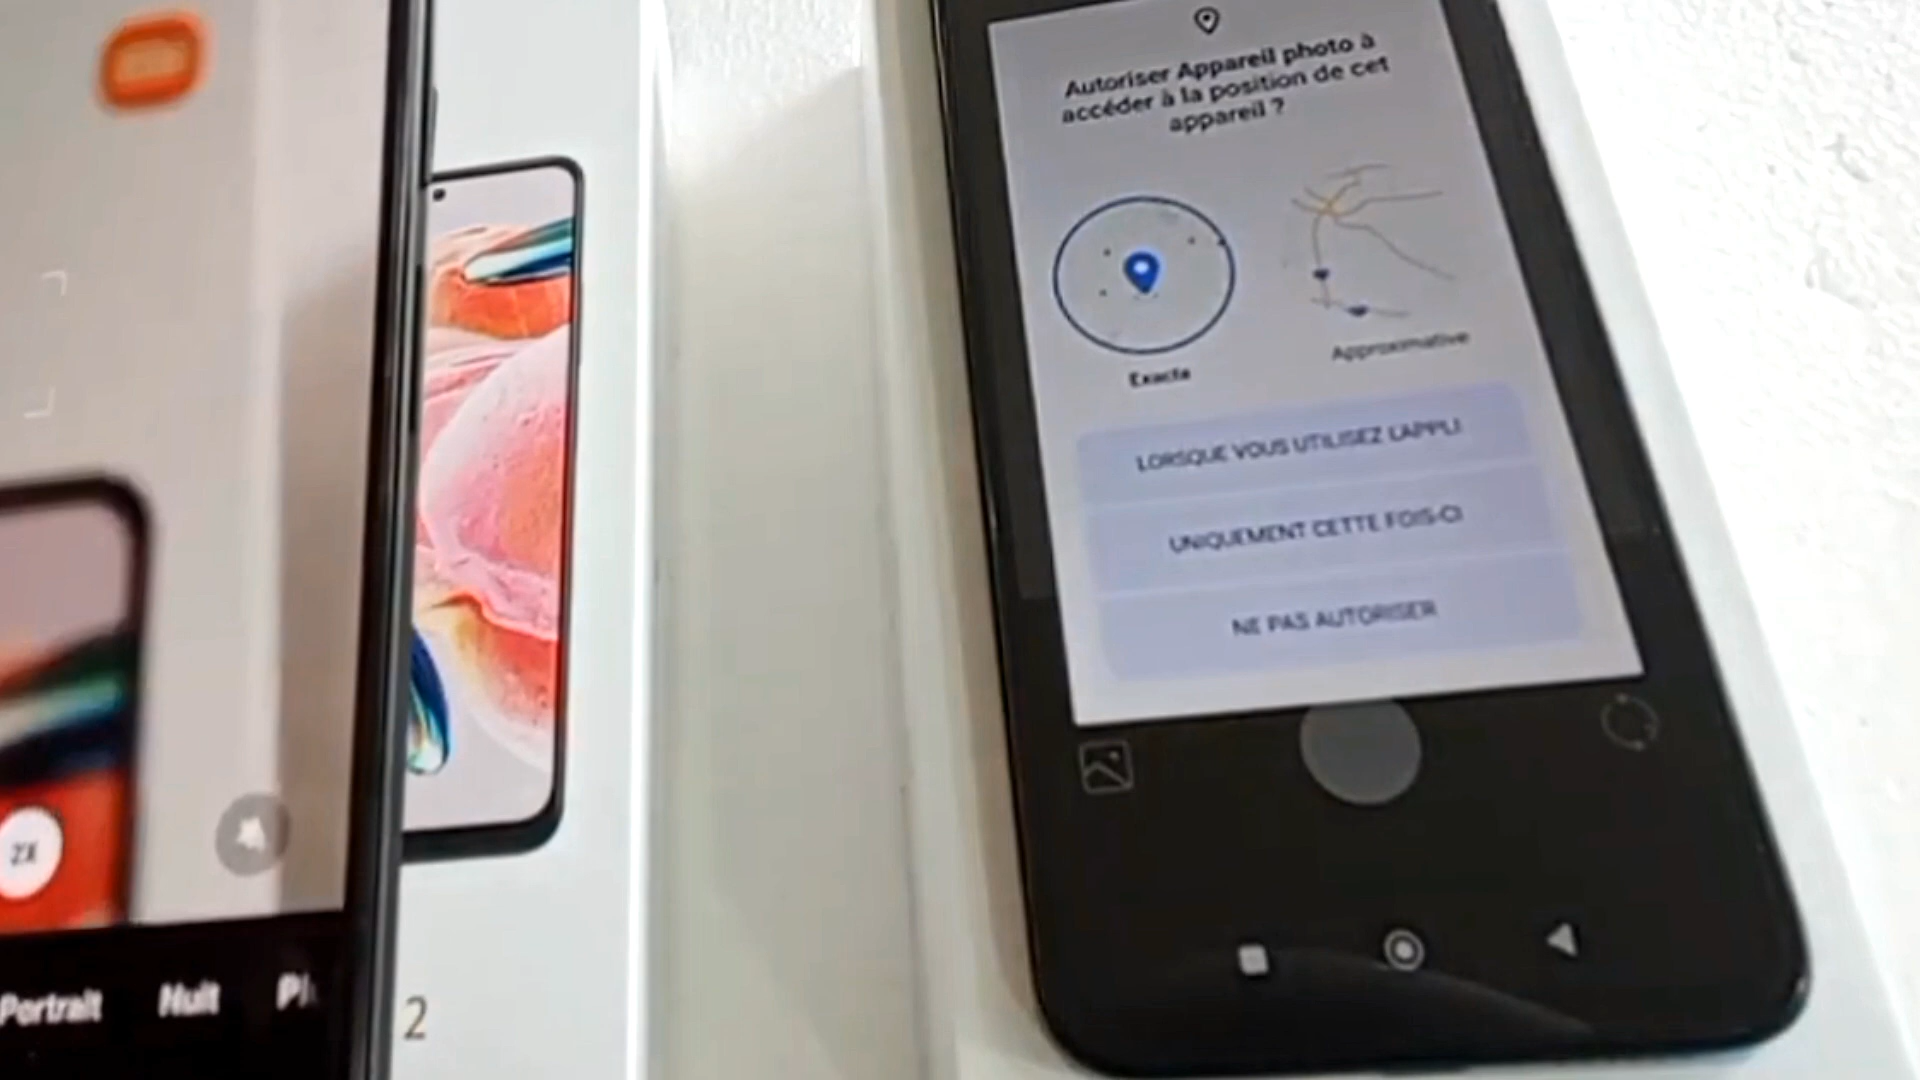 2X
Portrait
Nuit
2
Autoriser Appareil photo à
accéder à la position de cet
appareil ?
Exacte
Approximative
LORSQUE VOUS UTILISEZ L'APPLI
UNIQUEMENT CETTE FOIS-CI
NE PAS AUTORISER